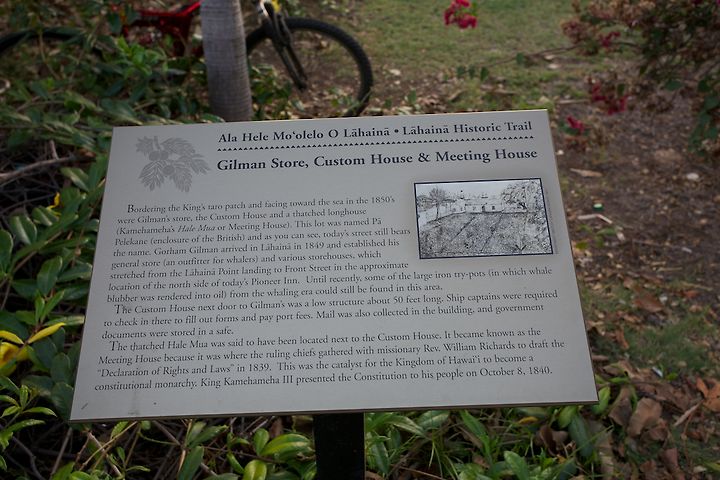 Ala Hele Moʻolelo O Lāhainā • Lāhainā Historic Trail
Gilman Store, Custom House & Meeting House
Bordering the King's taro patch and facing toward the sea in the 1850's
were Gilman's store, the Custom House and a thatched longhouse
(Kamehameha's Hale Mua or Meeting House). This lot was named Pā
Pelekane (enclosure of the British) and as you can see, today's street still bears
the name. Gotham Gilman arrived in Lāhainā in 1849 and established his
general store (an outfitter for whalers) and various storehouses, which
stretched from the Lāhainā Point landing to Front Street in the approximate
location of the north side of today's Pioneer Inn. Until recently, some of the large iron try-pots (in which whale
blubber was rendered into oil) from the whaling era could still be found in this area.
The Custom House next door to Gilman's was a low structure about 50 feet long. Ship captains were required
to check in there to fill out forms and pay port fees. Mail was also collected in the building, and government
documents were stored in a safe.
The thatched Hale Mua was said to have been located next to the Custom House. It became known as the
Meeting House because it was where the ruling chiefs gathered with missionary Rev. William Richards to draft the
"Declaration of Rights and Laws" in 1839. This was the catalyst for the Kingdom of Hawaiʻi to become a
constitutional monarchy. King Kamehameha III presented the Constitution to his people on October 8, 1840.